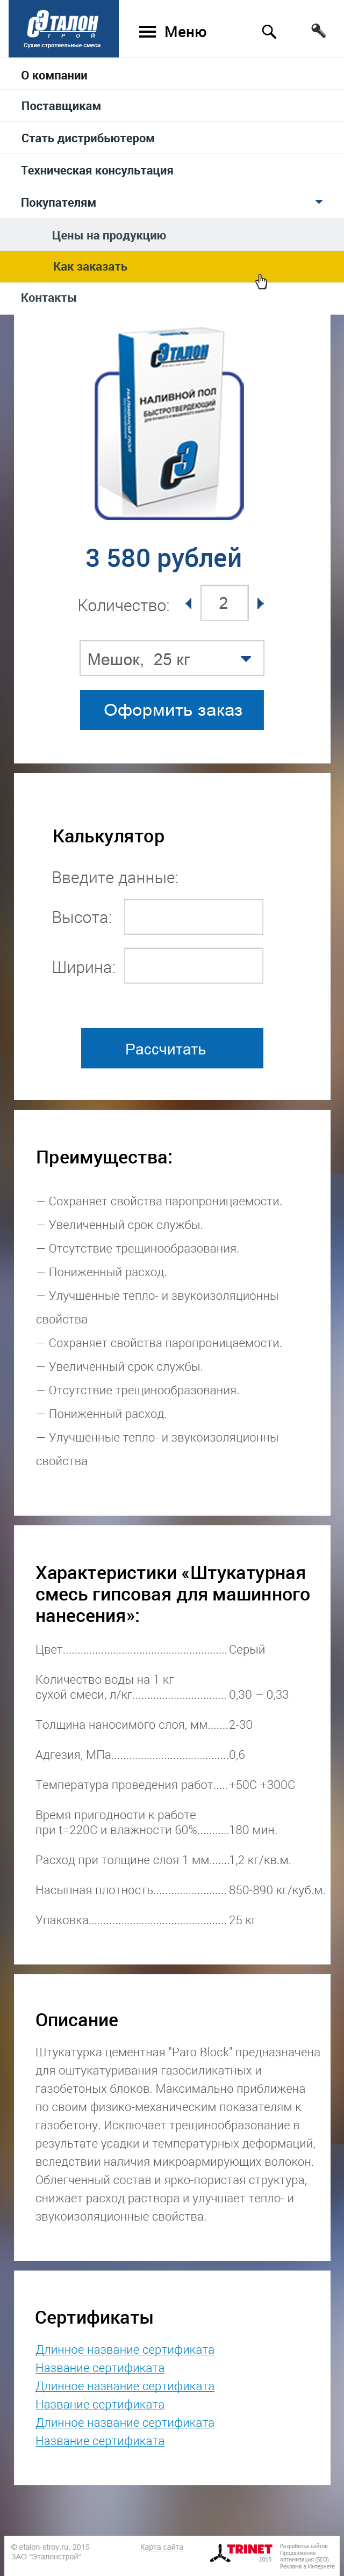 ЭТАЛОН
СТРОЙ
Сухие строительные смеси
Меню
О компании
Поставщикам
Стать дистрибьютером
Техническая консультация
Покупателям
Цены на продукцию
Как заказать
Контакты
ЭТАЛОН
НАЛИВНОЙ ПОЛ
БЫСТРОТВЕРДЕЮЩИЙ
НАЛИВНОЙ ПОЛ
3 580 рублей
Количество: 2
Мешок, 25 кг
Оформить заказ
Калькулятор
Введите данные:
Высота:
Ширина:
Рассчитать
Преимущества:
— Сохраняет свойства паропроницаемости.
— Увеличенный срок службы.
— Отсутствие трещинообразования.
— Пониженный расход.
— Улучшенные тепло- и звукоизоляционны
свойства
— Сохраняет свойства паропроницаемости.
— Увеличенный срок службы.
— Отсутствие трещинообразования.
— Пониженный расход.
— Улучшенные тепло- и звукоизоляционны
свойства
Характеристики «Штукатурная
смесь гипсовая для машинного
нанесения»:
Цвет........................................................ Серый
Количество воды на 1 кг
сухой смеси, л/кг................................ 0,30 – 0,33
Толщина наносимого слоя, мм.......2-30
Адгезия, МПа........................................0,6
Температура проведения работ.....+50С +300С
Время пригодности к работе
при t=220С и влажности 60%...........180 мин.
Расход при толщине слоя 1 мм.......1,2 кг/кв.м.
Насыпная плотность......................... 850-890 кг/куб.м.
Упаковка............................................... 25 кг
Описание
Штукатурка цементная "Paro Block" предназначена
для оштукатуривания газосиликатных и
газобетоных блоков. Максимально приближена
по своим физико-механическим показателям к
газобетону. Исключает трещинообразование в
результате усадки и температурных деформаций,
вследствии наличия микроармирующих волокон.
Облегченный состав и ярко-пористая структура,
снижает расход раствора и улучшает тепло- и
звукоизоляционные свойства.
Сертификаты
Длинное название сертификата
Название сертификата
Длинное название сертификата
Название сертификата
Длинное название сертификата
Название сертификата
© etalon-stroy.ru, 2015
ЗАО "Эталонстрой"
Карта сайта
TRINET
2015
Разработка сайтов
Продвижение
оптимизация (SEO)
Реклама в Интернете